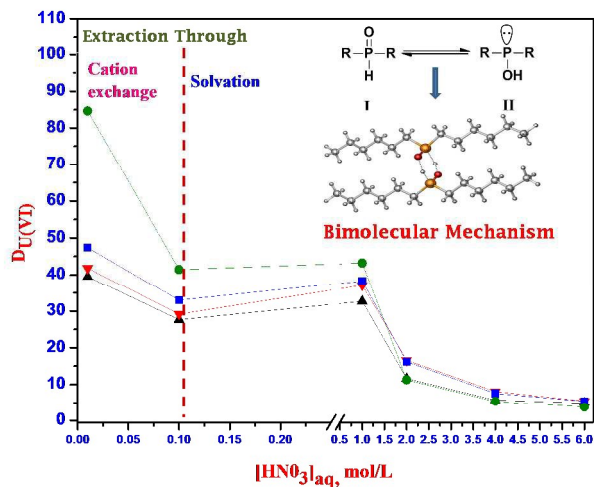 110
100
90
80
70
60
50
40
30
20
10
0
D_U(VI)
Extraction Through
Cation
exchange
Solvation
O
R-P-R
H
I
R-P-R
OH
II
Bimolecular Mechanism
0.00 0.05 0.10 0.15 0.20 0.5 1.0 1.5 2.0 2.5 3.0 3.5 4.0 4.5 5.0 5.5 6.0
[HN03]aq, mol/L